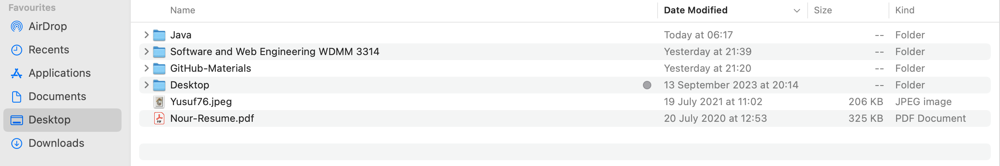 Favourites
AirDrop
Recents
Applications
Documents
Desktop
Downloads
Name Date Modified Size Kind
Java Today at 06:17 -- Folder
Software and Web Engineering WDMM 3314 Yesterday at 21:39 -- Folder
GitHub-Materials Yesterday at 21:20 -- Folder
Desktop 13 September 2023 at 20:14 -- Folder
Yusuf76.jpeg 19 July 2021 at 11:02 206 KB JPEG image
PDF Nour-Resume.pdf 20 July 2020 at 12:53 325 KB PDF Document